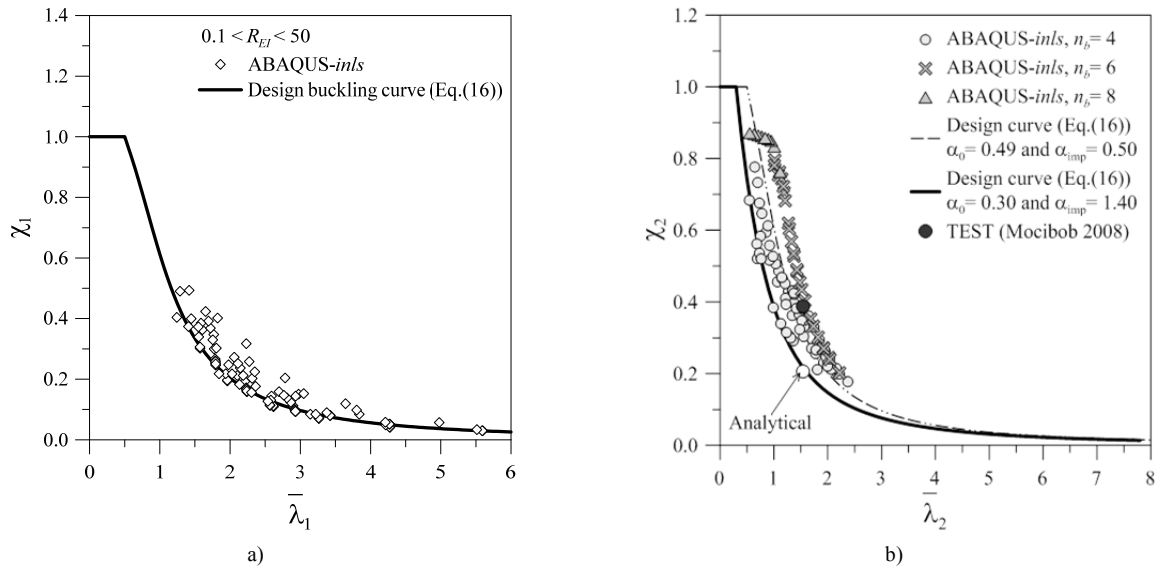 1.4
1.2
1.0
0.8
0.6
0.4
0.2
0.0
χ1
0.1 < R_EI < 50
ABAQUS-inls
Design buckling curve (Eq.(16))
0 1 2 3 4 5 6
λ̅1
a)
1.2
1.0
0.8
0.6
0.4
0.2
0.0
χ2
ABAQUS-inls, n_b= 4
ABAQUS-inls, n_b= 6
ABAQUS-inls, n_b= 8
Design curve (Eq.(16))
α0= 0.49 and αimp= 0.50
Design curve (Eq.(16))
α0= 0.30 and αimp= 1.40
TEST (Mocibob 2008)
Analytical
0 1 2 3 4 5 6 7 8
λ̅2
b)